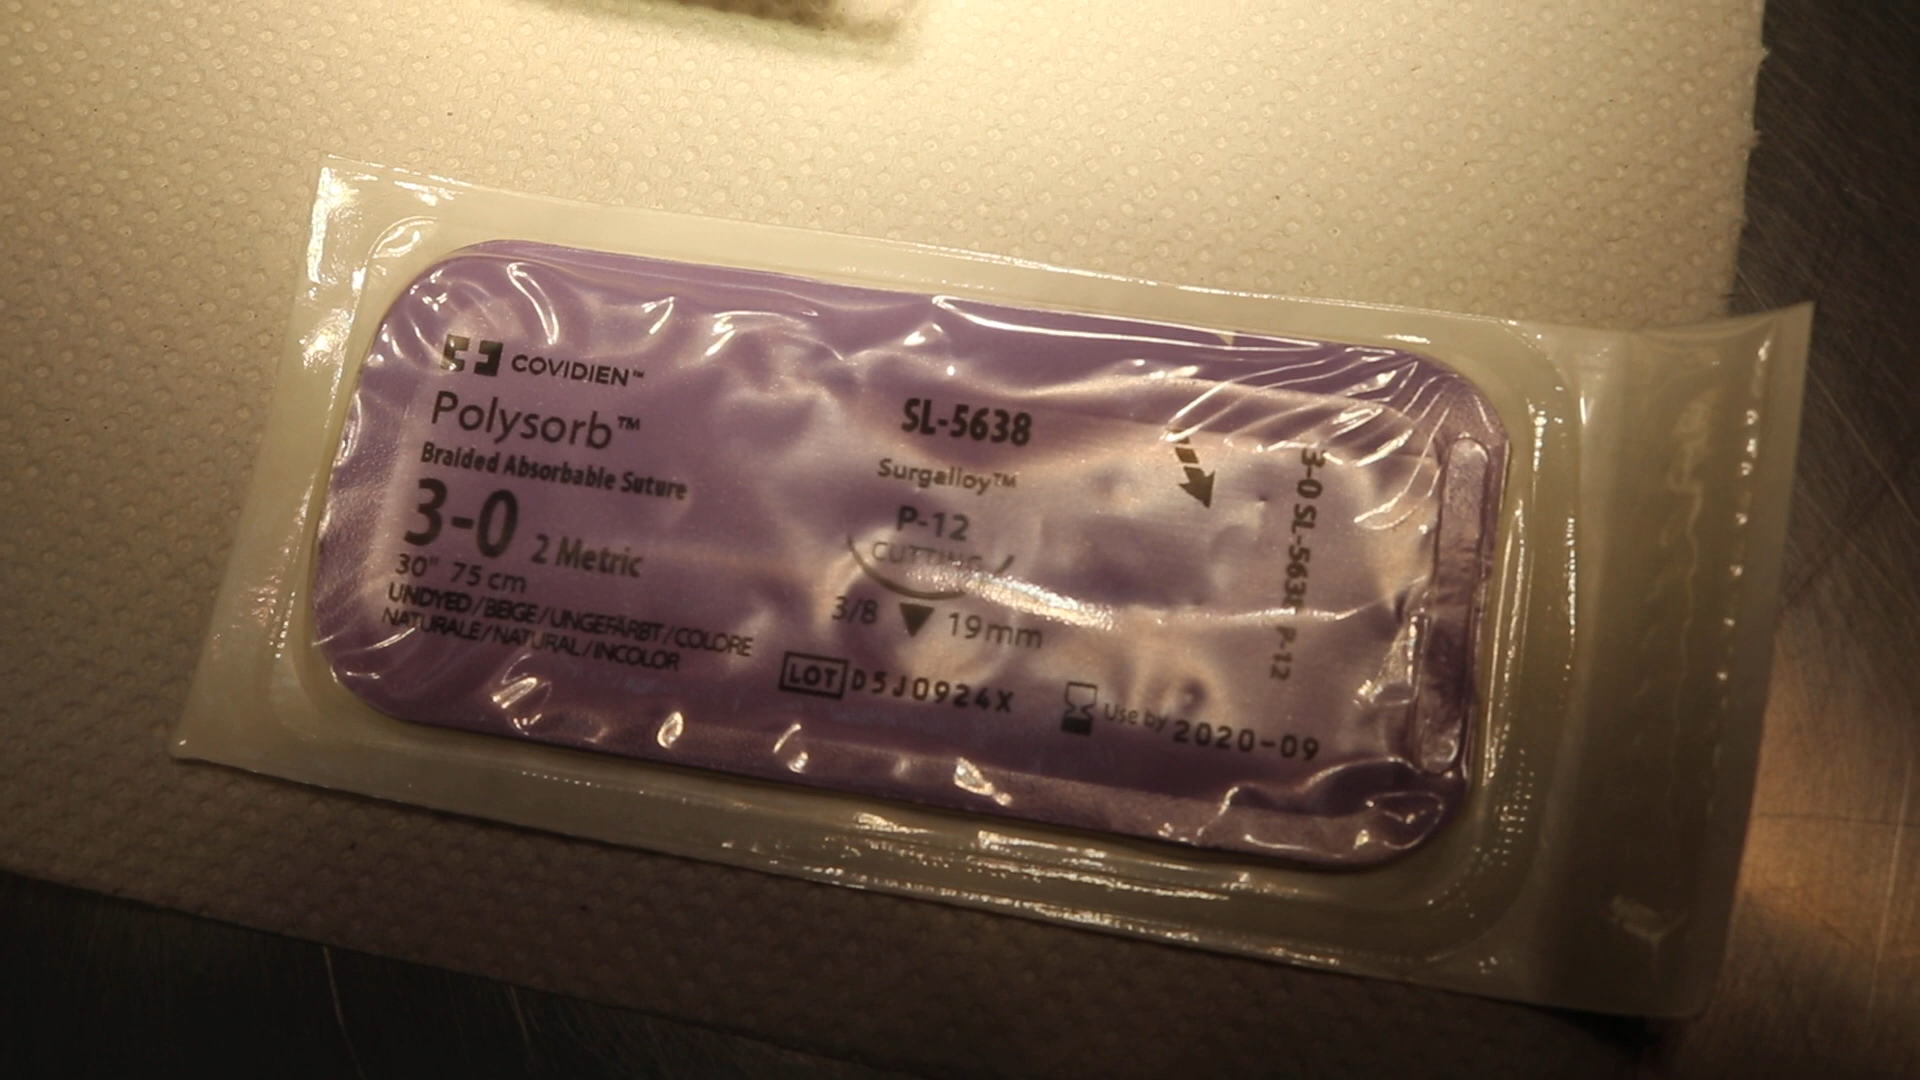 COVIDIEN™
Polysorb™
Braided Absorbable Suture
3-0 2 Metric
30" 75 cm
UNDYED/BEIGE/UNGEFÄRBT/COLORE
NATURALE/NATURAL/INCOLOR
SL-5638
Surgalloy™
P-12
CUTTING
3/8 19mm
LOT D5J0924X
Use by 2020-09
3-0 SL-5638 P-12